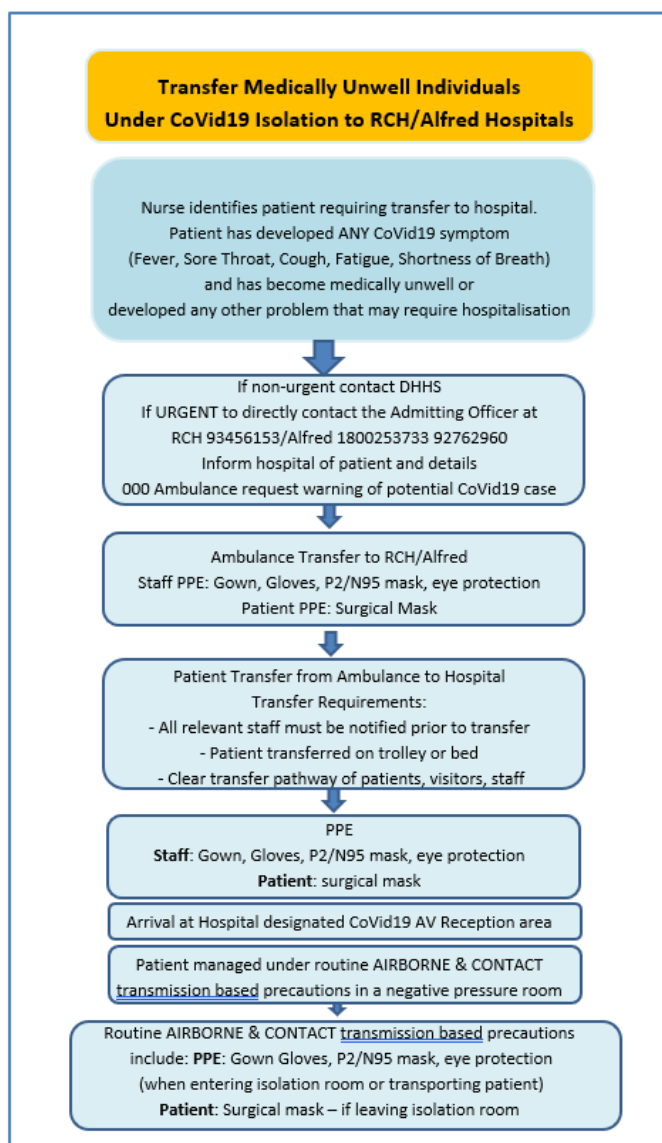 Transfer Medically Unwell Individuals
Under CoVid19 Isolation to RCH/Alfred Hospitals
Nurse identifies patient requiring transfer to hospital.
Patient has developed ANY CoVid19 symptom
(Fever, Sore Throat, Cough, Fatigue, Shortness of Breath)
and has become medically unwell or
developed any other problem that may require hospitalisation
If non-urgent contact DHHS
If URGENT to directly contact the Admitting Officer at
RCH 93456153/Alfred 1800253733 92762960
Inform hospital of patient and details
000 Ambulance request warning of potential CoVid19 case
Ambulance Transfer to RCH/Alfred
Staff PPE: Gown, Gloves, P2/N95 mask, eye protection
Patient PPE: Surgical Mask
Patient Transfer from Ambulance to Hospital
Transfer Requirements:
- All relevant staff must be notified prior to transfer
- Patient transferred on trolley or bed
- Clear transfer pathway of patients, visitors, staff
PPE
Staff: Gown, Gloves, P2/N95 mask, eye protection
Patient: surgical mask
Arrival at Hospital designated CoVid19 AV Reception area
Patient managed under routine AIRBORNE & CONTACT
transmission based precautions in a negative pressure room
Routine AIRBORNE & CONTACT transmission based precautions
include: PPE: Gown Gloves, P2/N95 mask, eye protection
(when entering isolation room or transporting patient)
Patient: Surgical mask – if leaving isolation room